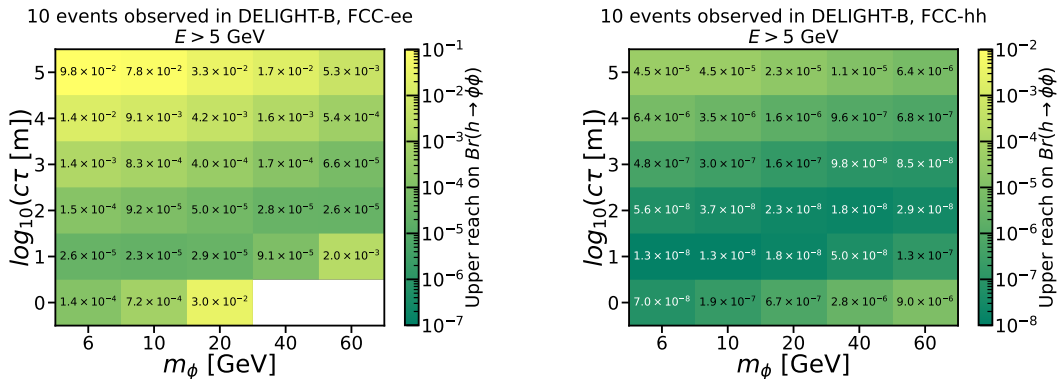 10 events observed in DELIGHT-B, FCC-ee
E > 5 GeV
log₁₀(cτ [m])
5 9.8 × 10⁻² 7.8 × 10⁻² 3.3 × 10⁻² 1.7 × 10⁻² 5.3 × 10⁻³
4 1.4 × 10⁻² 9.1 × 10⁻³ 4.2 × 10⁻³ 1.6 × 10⁻³ 5.4 × 10⁻⁴
3 1.4 × 10⁻³ 8.3 × 10⁻⁴ 4.0 × 10⁻⁴ 1.7 × 10⁻⁴ 6.6 × 10⁻⁵
2 1.5 × 10⁻⁴ 9.2 × 10⁻⁵ 5.0 × 10⁻⁵ 2.8 × 10⁻⁵ 2.6 × 10⁻⁵
1 2.6 × 10⁻⁵ 2.3 × 10⁻⁵ 2.9 × 10⁻⁵ 9.1 × 10⁻⁵ 2.0 × 10⁻³
0 1.4 × 10⁻⁴ 7.2 × 10⁻⁴ 3.0 × 10⁻²
6 10 20 40 60
m_ϕ [GeV]
10⁻¹
10⁻²
10⁻³
10⁻⁴
10⁻⁵
10⁻⁶
10⁻⁷
Upper reach on Br(h → ϕϕ)
10 events observed in DELIGHT-B, FCC-hh
E > 5 GeV
log₁₀(cτ [m])
5 4.5 × 10⁻⁵ 4.5 × 10⁻⁵ 2.3 × 10⁻⁵ 1.1 × 10⁻⁵ 6.4 × 10⁻⁶
4 6.4 × 10⁻⁶ 3.5 × 10⁻⁶ 1.6 × 10⁻⁶ 9.6 × 10⁻⁷ 6.8 × 10⁻⁷
3 4.8 × 10⁻⁷ 3.0 × 10⁻⁷ 1.6 × 10⁻⁷ 9.8 × 10⁻⁸ 8.5 × 10⁻⁸
2 5.6 × 10⁻⁸ 3.7 × 10⁻⁸ 2.3 × 10⁻⁸ 1.8 × 10⁻⁸ 2.9 × 10⁻⁸
1 1.3 × 10⁻⁸ 1.3 × 10⁻⁸ 1.8 × 10⁻⁸ 5.0 × 10⁻⁸ 1.3 × 10⁻⁷
0 7.0 × 10⁻⁸ 1.9 × 10⁻⁷ 6.7 × 10⁻⁷ 2.8 × 10⁻⁶ 9.0 × 10⁻⁶
6 10 20 40 60
m_ϕ [GeV]
10⁻²
10⁻³
10⁻⁴
10⁻⁵
10⁻⁶
10⁻⁷
10⁻⁸
Upper reach on Br(h → ϕϕ)